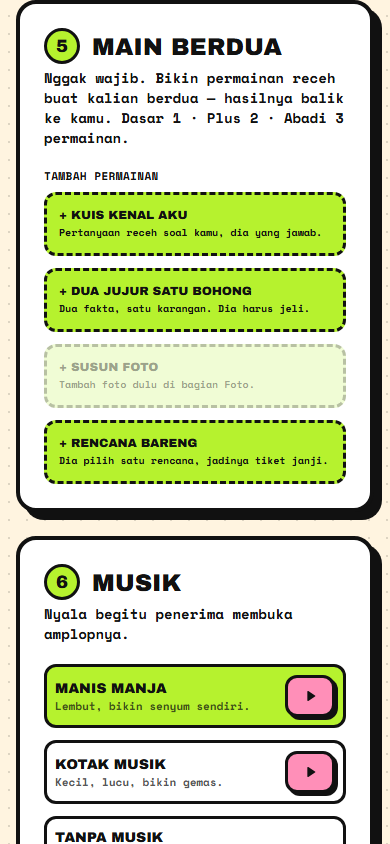 5 MAIN BERDUA
Nggak wajib. Bikin permainan receh
buat kalian berdua — hasilnya balik
ke kamu. Dasar 1 · Plus 2 · Abadi 3
permainan.
TAMBAH PERMAINAN
+ KUIS KENAL AKU
Pertanyaan receh soal kamu, dia yang jawab.
+ DUA JUJUR SATU BOHONG
Dua fakta, satu karangan. Dia harus jeli.
+ SUSUN FOTO
Tambah foto dulu di bagian Foto.
+ RENCANA BARENG
Dia pilih satu rencana, jadinya tiket janji.
6 MUSIK
Nyala begitu penerima membuka
amplopnya.
MANIS MANJA
Lembut, bikin senyum sendiri.
KOTAK MUSIK
Kecil, lucu, bikin gemas.
TANPA MUSIK